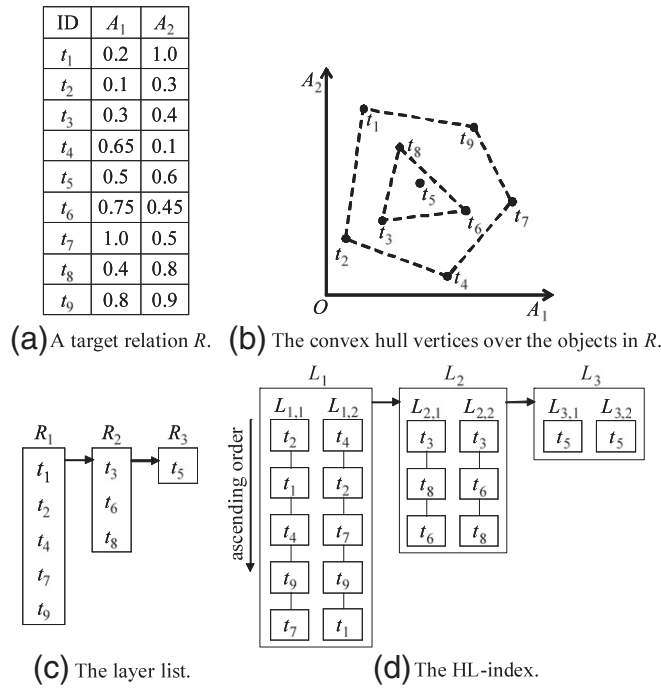 ID A1 A2
t1 0.2 1.0
t2 0.1 0.3
t3 0.3 0.4
t4 0.65 0.1
t5 0.5 0.6
t6 0.75 0.45
t7 1.0 0.5
t8 0.4 0.8
t9 0.8 0.9
(a) A target relation R.
A2
t1
t9
t8
t5
t7
t6
t3
t2
t4
O
A1
(b) The convex hull vertices over the objects in R.
R1 R2 R3
t1 t3 t5
t2 t6
t4 t8
t7
t9
(c) The layer list.
L1 L2 L3
L1,1 L1,2 L2,1 L2,2 L3,1 L3,2
t2 t4 t3 t3 t5 t5
t1 t2 t8 t6
t4 t7 t6 t8
t9 t9
t7 t1
ascending order
(d) The HL-index.